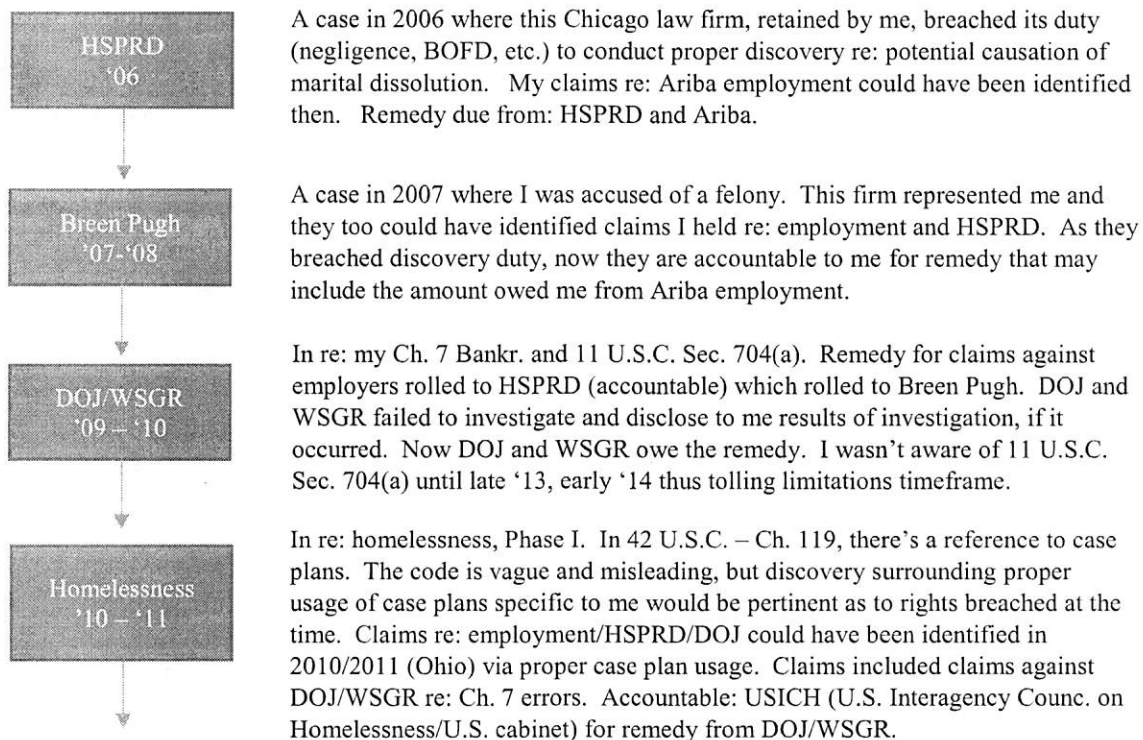 HSPRD
'06
A case in 2006 where this Chicago law firm, retained by me, breached its duty
(negligence, BOFD, etc.) to conduct proper discovery re: potential causation of
marital dissolution.   My claims re: Ariba employment could have been identified
then.   Remedy due from: HSPRD and Ariba.
Breen Pugh
'07-'08
A case in 2007 where I was accused of a felony.  This firm represented me and
they too could have identified claims I held re: employment and HSPRD.  As they
breached discovery duty, now they are accountable to me for remedy that may
include the amount owed me from Ariba employment.
DOJ/WSGR
'09 – '10
In re: my Ch. 7 Bankr. and 11 U.S.C. Sec. 704(a).  Remedy for claims against
employers rolled to HSPRD (accountable) which rolled to Breen Pugh.  DOJ and
WSGR failed to investigate and disclose to me results of investigation, if it
occurred.  Now DOJ and WSGR owe the remedy.  I wasn't aware of 11 U.S.C.
Sec. 704(a) until late '13, early '14 thus tolling limitations timeframe.
Homelessness
'10 – '11
In re: homelessness, Phase I.  In 42 U.S.C. – Ch. 119, there's a reference to case
plans.  The code is vague and misleading, but discovery surrounding proper
usage of case plans specific to me would be pertinent as to rights breached at the
time.  Claims re: employment/HSPRD/DOJ could have been identified in
2010/2011 (Ohio) via proper case plan usage.  Claims included claims against
DOJ/WSGR re: Ch. 7 errors.  Accountable: USICH (U.S. Interagency Counc. on
Homelessness/U.S. cabinet) for remedy from DOJ/WSGR.